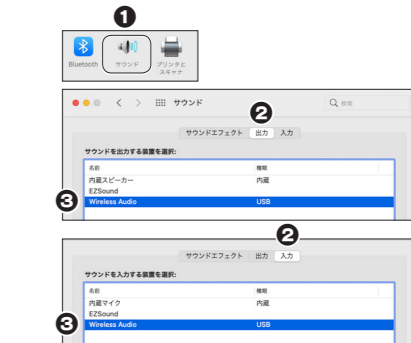 ❶
Bluetooth サウンド プリンタと
スキャナ
サウンド
検索
❷
サウンドエフェクト 出力 入力
サウンドを出力する装置を選択:
名前 種類
内蔵スピーカー 内蔵
EZSound
❸ Wireless Audio USB
❷
サウンドエフェクト 出力 入力
サウンドを入力する装置を選択:
名前 種類
内蔵マイク 内蔵
EZSound
❸ Wireless Audio USB